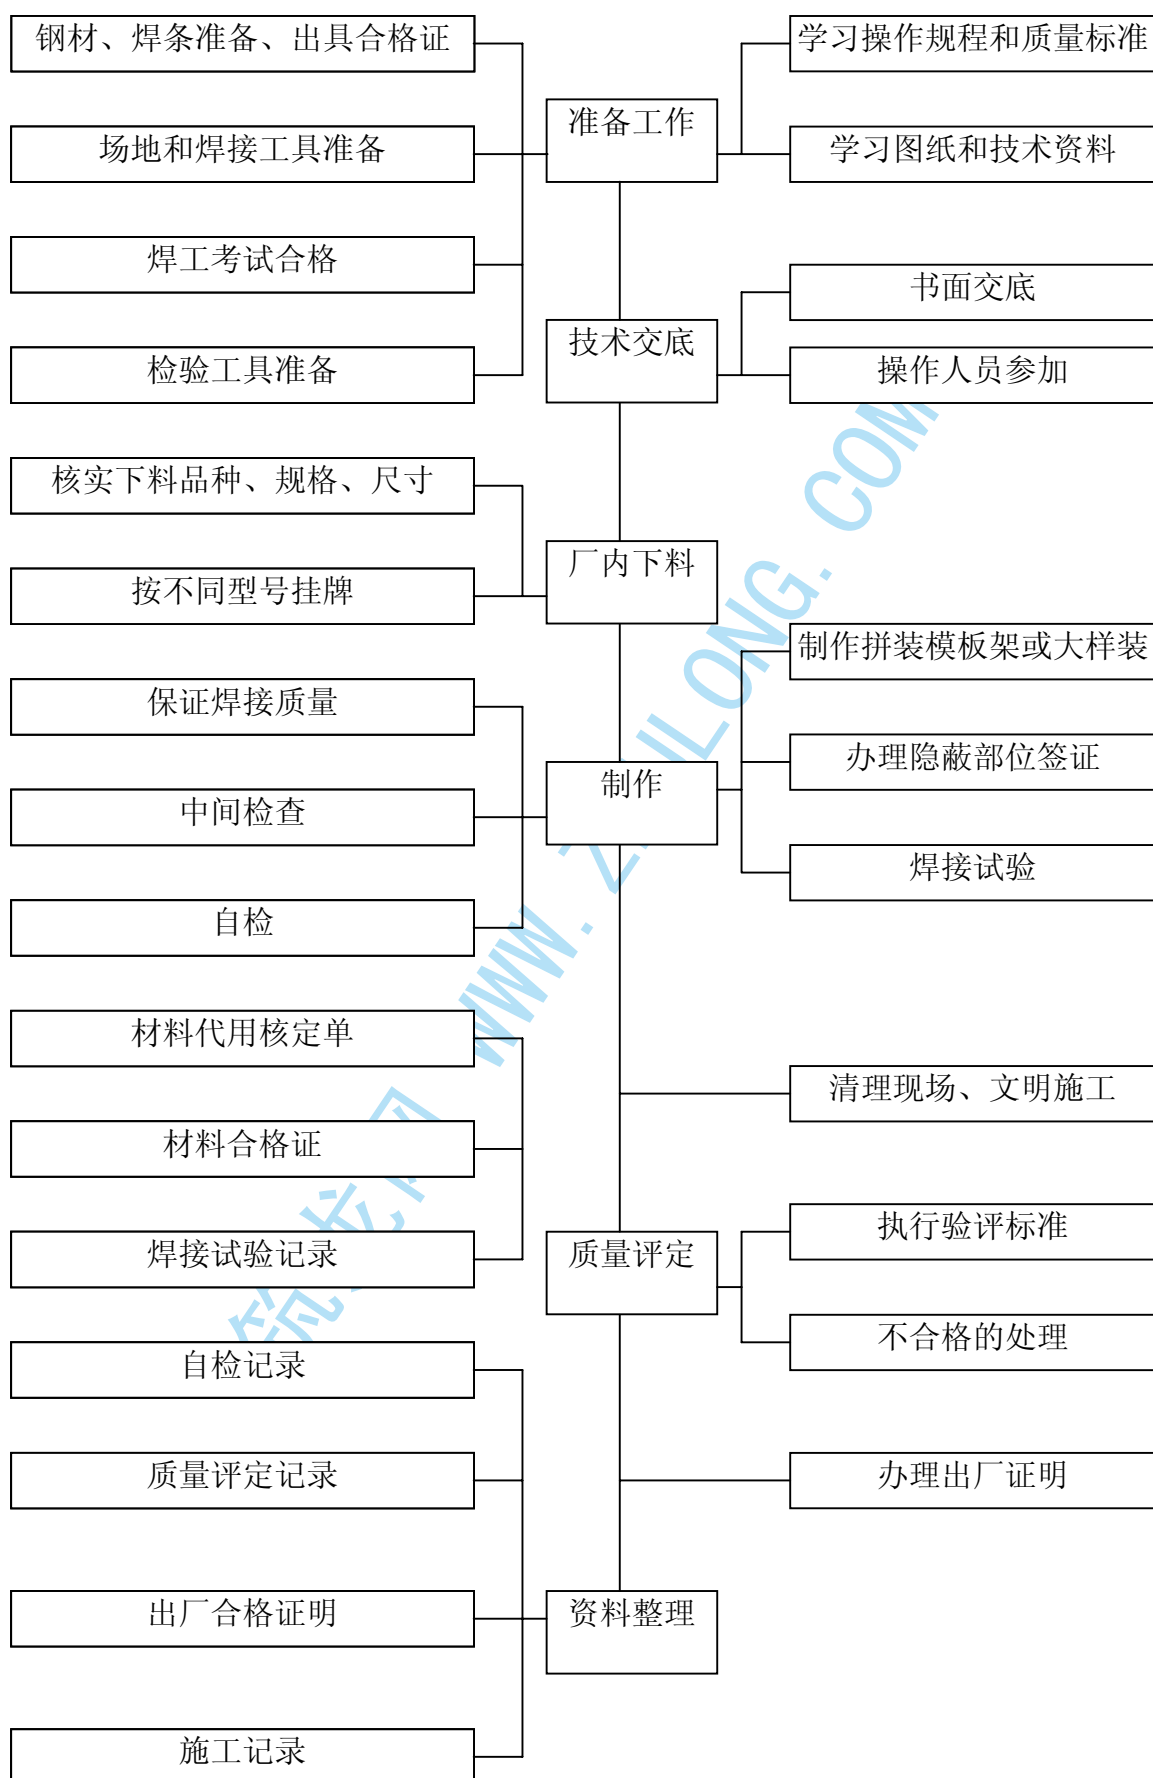 钢材、焊条准备、出具合格证
学习操作规程和质量标准
准备工作
场地和焊接工具准备
学习图纸和技术资料
焊工考试合格
书面交底
技术交底
检验工具准备
操作人员参加
核实下料品种、规格、尺寸
厂内下料
按不同型号挂牌
制作拼装模板架或大样装
保证焊接质量
办理隐蔽部位签证
制作
中间检查
焊接试验
自检
材料代用核定单
清理现场、文明施工
材料合格证
执行验评标准
焊接试验记录
质量评定
不合格的处理
自检记录
质量评定记录
办理出厂证明
出厂合格证明
资料整理
施工记录